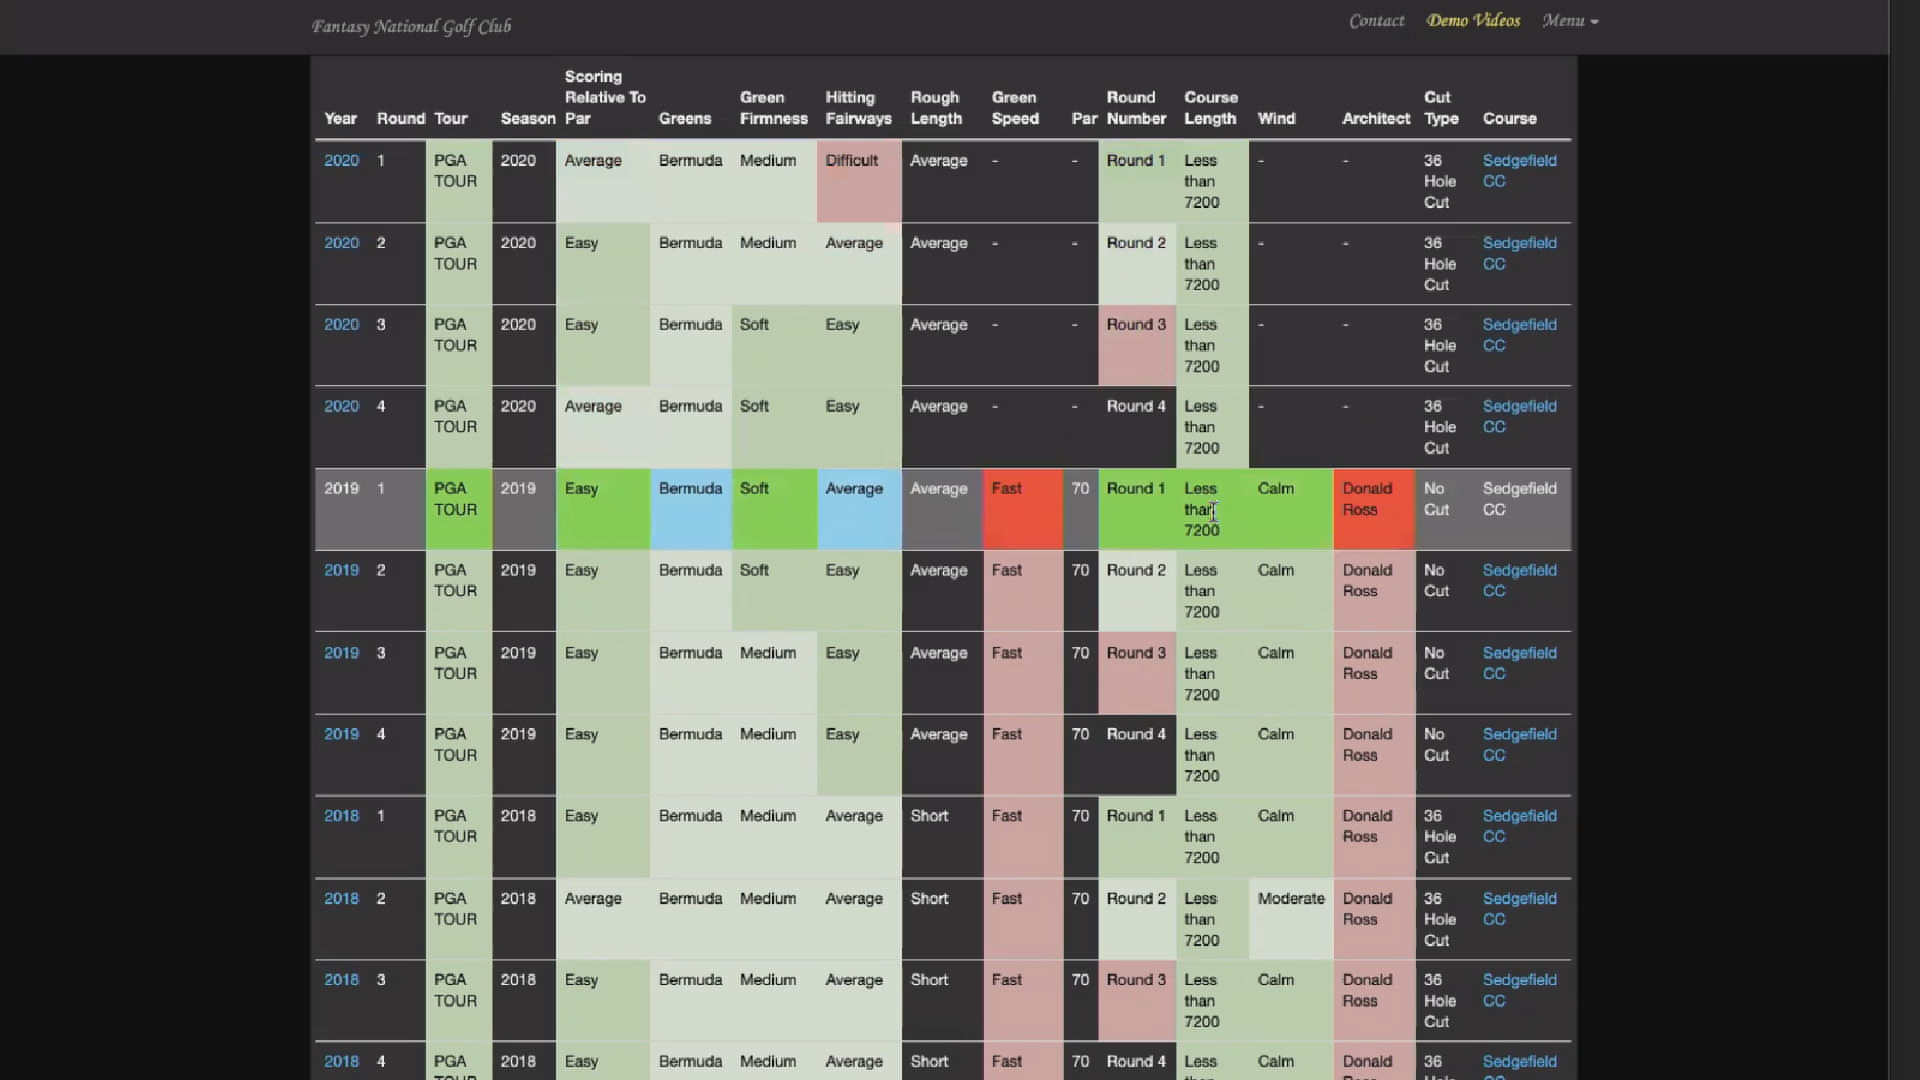 Fantasy National Golf Club
Contact Demo Videos Menu
Year Round Tour Season Scoring Relative To Par Greens Green Firmness Hitting Fairways Rough Length Green Speed Par Round Number Course Length Wind Architect Cut Type Course
2020 1 PGA TOUR 2020 Average Bermuda Medium Difficult Average - - Round 1 Less than 7200 - - 36 Hole Cut Sedgefield CC
2020 2 PGA TOUR 2020 Easy Bermuda Medium Average Average - - Round 2 Less than 7200 - - 36 Hole Cut Sedgefield CC
2020 3 PGA TOUR 2020 Easy Bermuda Soft Easy Average - - Round 3 Less than 7200 - - 36 Hole Cut Sedgefield CC
2020 4 PGA TOUR 2020 Average Bermuda Soft Easy Average - - Round 4 Less than 7200 - - 36 Hole Cut Sedgefield CC
2019 1 PGA TOUR 2019 Easy Bermuda Soft Average Average Fast 70 Round 1 Less than 7200 Calm Donald Ross No Cut Sedgefield CC
2019 2 PGA TOUR 2019 Easy Bermuda Soft Easy Average Fast 70 Round 2 Less than 7200 Calm Donald Ross No Cut Sedgefield CC
2019 3 PGA TOUR 2019 Easy Bermuda Medium Easy Average Fast 70 Round 3 Less than 7200 Calm Donald Ross No Cut Sedgefield CC
2019 4 PGA TOUR 2019 Easy Bermuda Medium Easy Average Fast 70 Round 4 Less than 7200 Calm Donald Ross No Cut Sedgefield CC
2018 1 PGA TOUR 2018 Easy Bermuda Medium Average Short Fast 70 Round 1 Less than 7200 Calm Donald Ross 36 Hole Cut Sedgefield CC
2018 2 PGA TOUR 2018 Average Bermuda Medium Average Short Fast 70 Round 2 Less than 7200 Moderate Donald Ross 36 Hole Cut Sedgefield CC
2018 3 PGA TOUR 2018 Easy Bermuda Medium Average Short Fast 70 Round 3 Less than 7200 Calm Donald Ross 36 Hole Cut Sedgefield CC
2018 4 PGA 2018 Easy Bermuda Medium Average Short Fast 70 Round 4 Less Calm Donald 36 Sedgefield